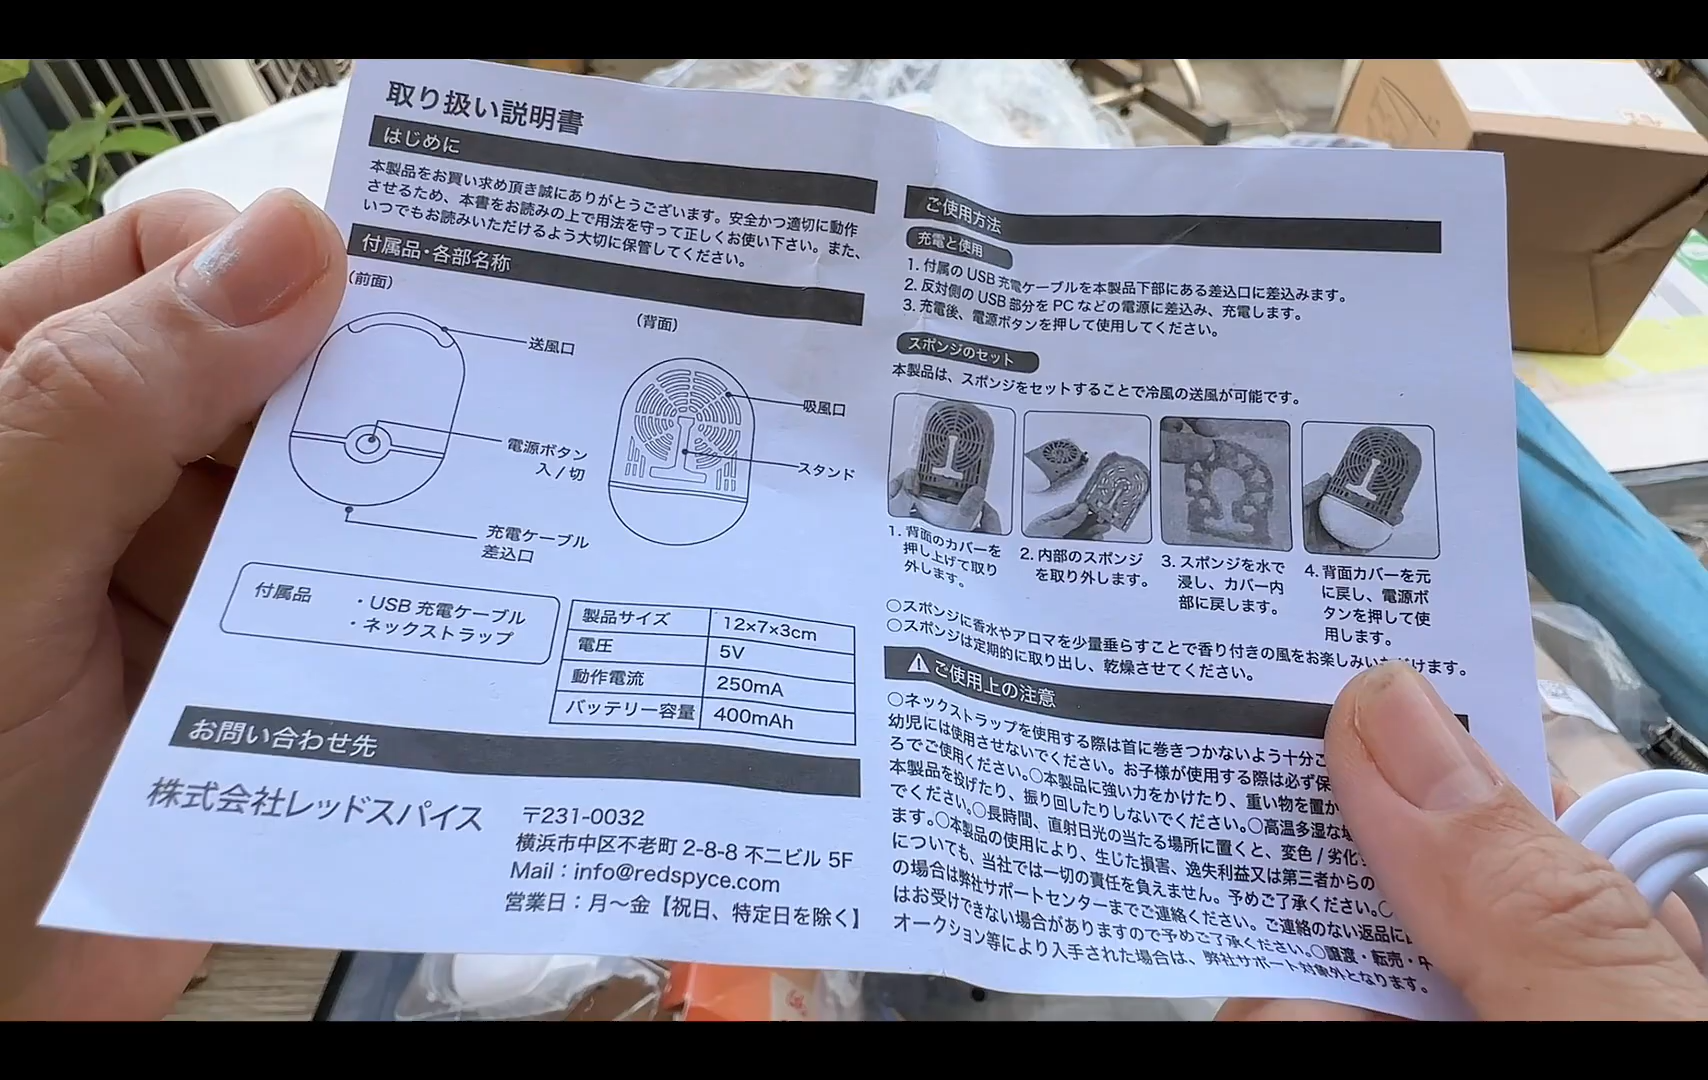 取り扱い説明書
はじめに
本製品をお買い求め頂き誠にありがとうございます。安全かつ適切に動作
させるため、本書をお読みの上で用法を守って正しくお使い下さい。また、
いつでもお読みいただけるよう大切に保管してください。
付属品・各部名称
(前面)
(背面)
送風口
吸風口
電源ボタン
入/切
スタンド
充電ケーブル
差込口
付属品
・USB 充電ケーブル
・ネックストラップ
製品サイズ 12×7×3cm
電圧 5V
動作電流 250mA
バッテリー容量 400mAh
お問い合わせ先
株式会社レッドスパイス
〒231-0032
横浜市中区不老町 2-8-8 不二ビル 5F
Mail：info@redspyce.com
営業日：月〜金【祝日、特定日を除く】
ご使用方法
充電と使用
1. 付属の USB 充電ケーブルを本製品下部にある差込口に差込みます。
2. 反対側の USB 部分を PC などの電源に差込み、充電します。
3. 充電後、電源ボタンを押して使用してください。
スポンジのセット
本製品は、スポンジをセットすることで冷風の送風が可能です。
1. 背面のカバーを
押し上げて取り
外します。
2. 内部のスポンジ
を取り外します。
3. スポンジを水で
浸し、カバー内
部に戻します。
4. 背面カバーを元
に戻し、電源ボ
タンを押して使
用します。
○スポンジに香水やアロマを少量垂らすことで香り付きの風をお楽しみいただけます。
○スポンジは定期的に取り出し、乾燥させてください。
ご使用上の注意
○ネックストラップを使用する際は首に巻きつかないよう十分
幼児には使用させないでください。お子様が使用する際は必ず保
ろでご使用ください。○本製品に強い力をかけたり、重い物を置か
本製品を投げたり、振り回したりしないでください。○高温多湿な
でください。○長時間、直射日光の当たる場所に置くと、変色/劣化
ます。○本製品の使用により、生じた損害、逸失利益又は第三者からの
についても、当社では一切の責任を負えません。予めご了承ください。○
の場合は弊社サポートセンターまでご連絡ください。ご連絡のない返品に
はお受けできない場合がありますので予めご了承ください。○譲渡・転売・
オークション等により入手された場合は、弊社サポート対象外となります。